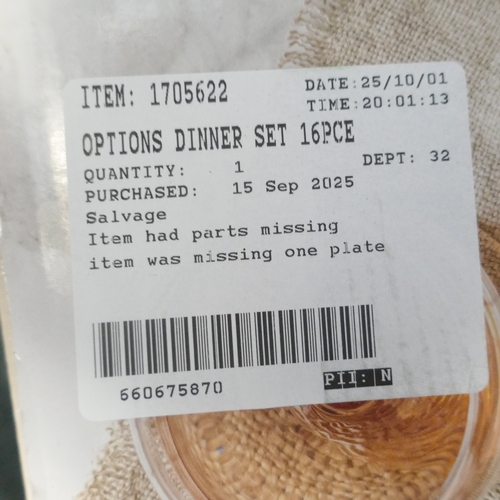 ITEM: 1705622 DATE:25/10/01
TIME:20:01:13
OPTIONS DINNER SET 16PCE
QUANTITY: 1 DEPT: 32
PURCHASED: 15 Sep 2025
Salvage
Item had parts missing
item was missing one plate
660675870 PII: N